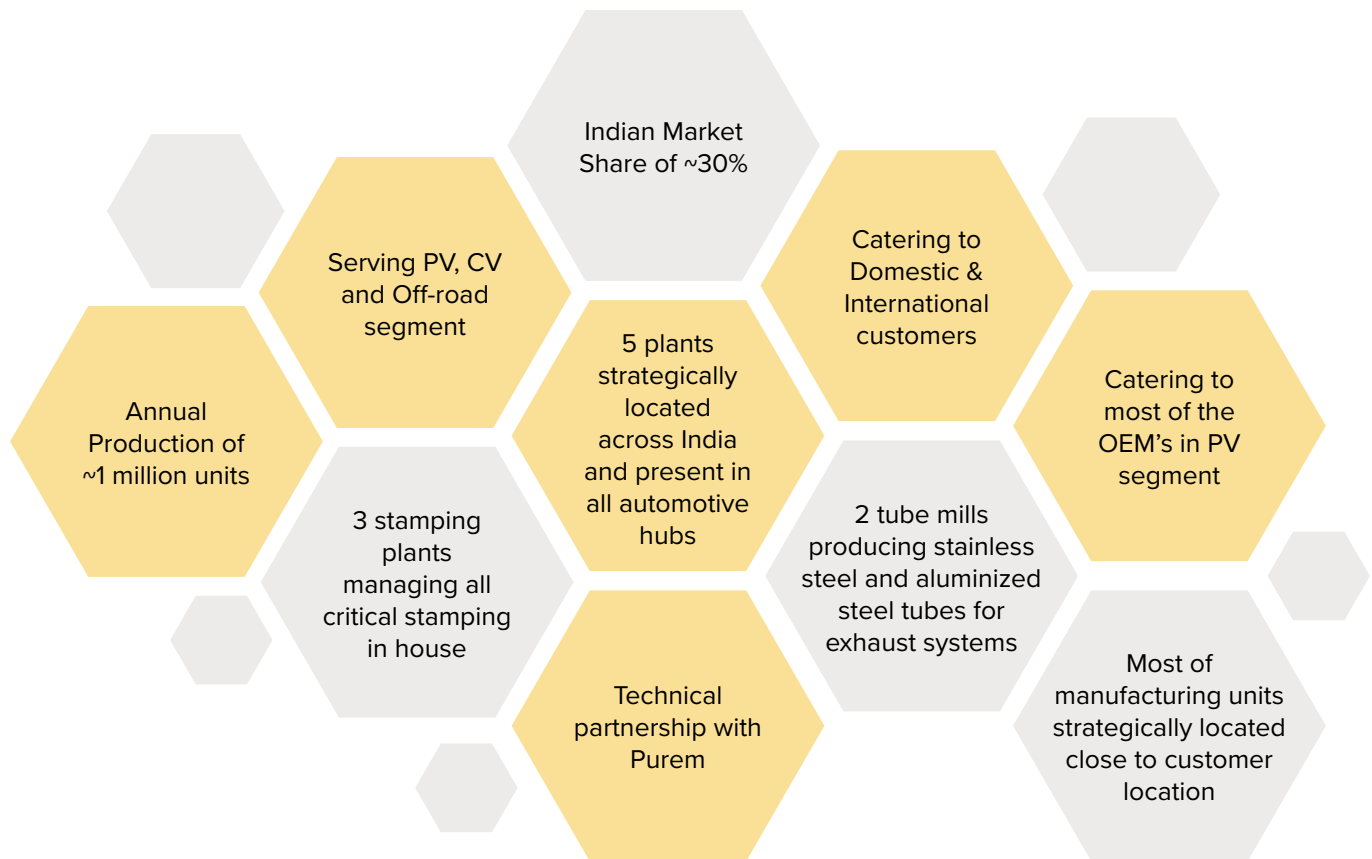 Indian Market
Share of ~30%
Serving PV, CV
and Off-road
segment
Catering to
Domestic &
International
customers
Annual
Production of
~1 million units
5 plants
strategically
located
across India
and present in
all automotive
hubs
Catering to
most of the
OEM's in PV
segment
3 stamping
plants
managing all
critical stamping
in house
2 tube mills
producing stainless
steel and aluminized
steel tubes for
exhaust systems
Technical
partnership with
Purem
Most of
manufacturing units
strategically located
close to customer
location